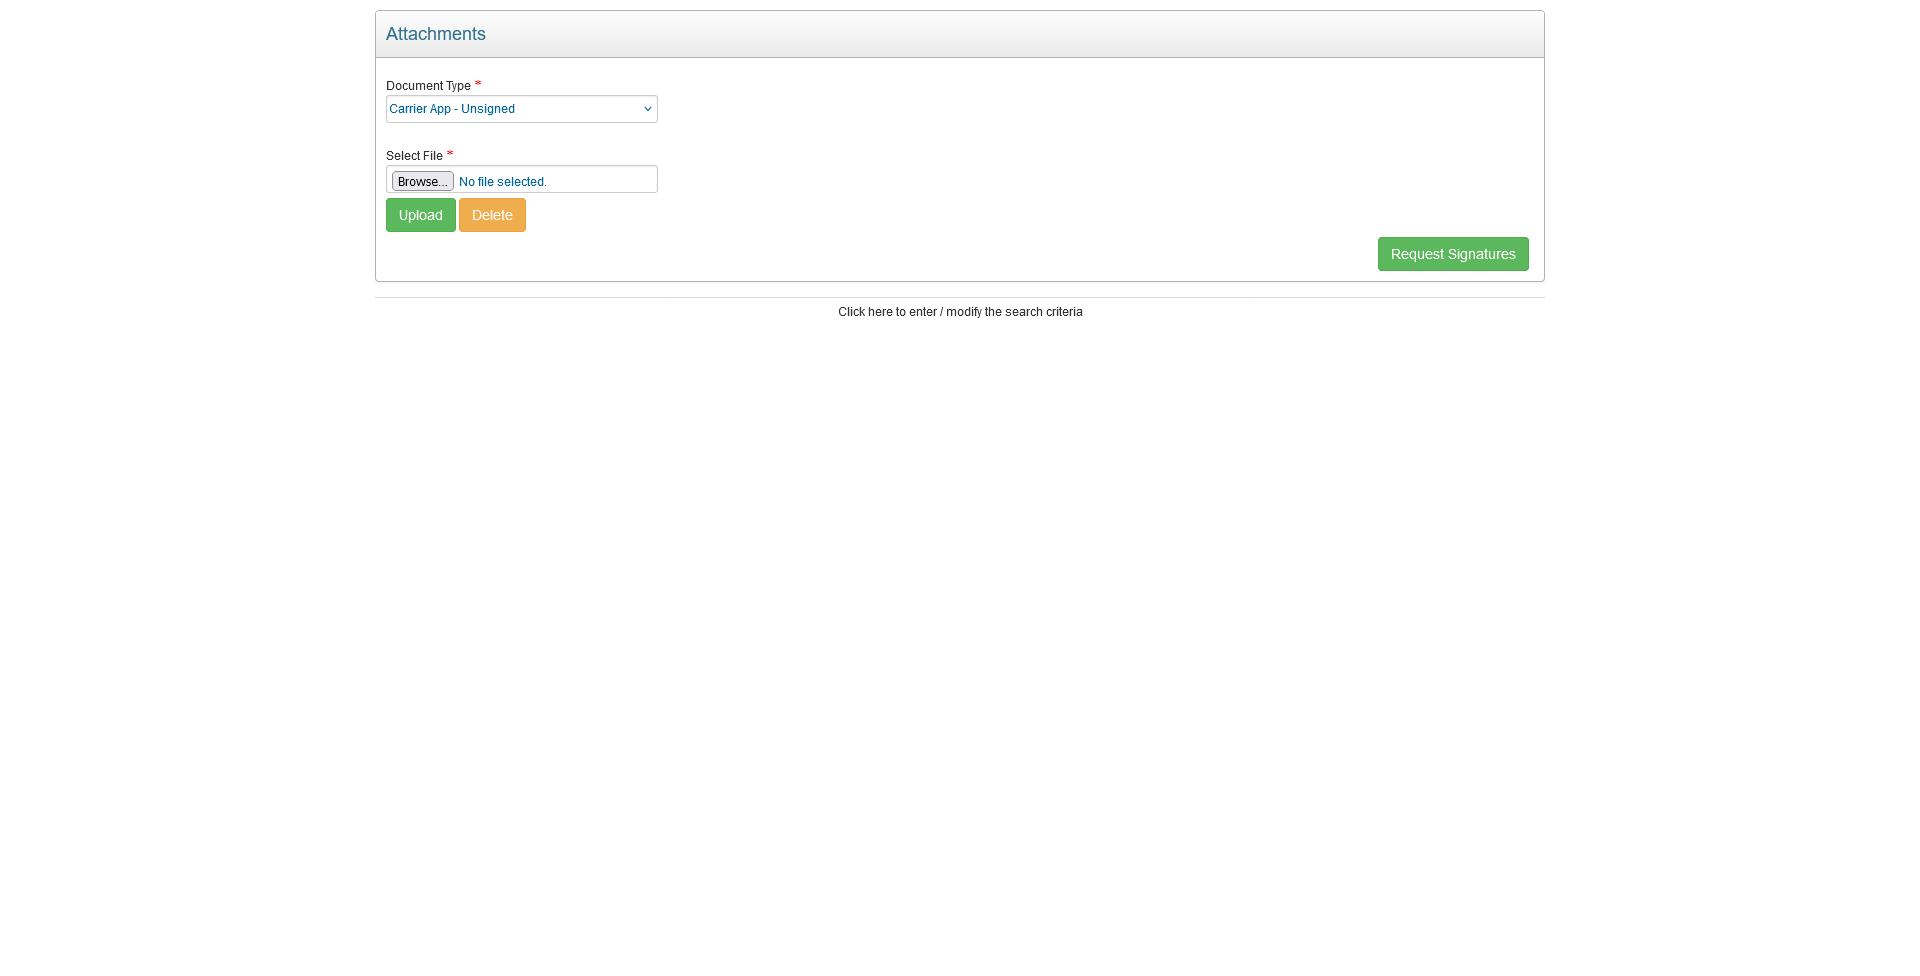 Attachments
Document Type *
Carrier App - Unsigned
Select File *
Browse... No file selected.
Upload Delete
Request Signatures
Click here to enter / modify the search criteria